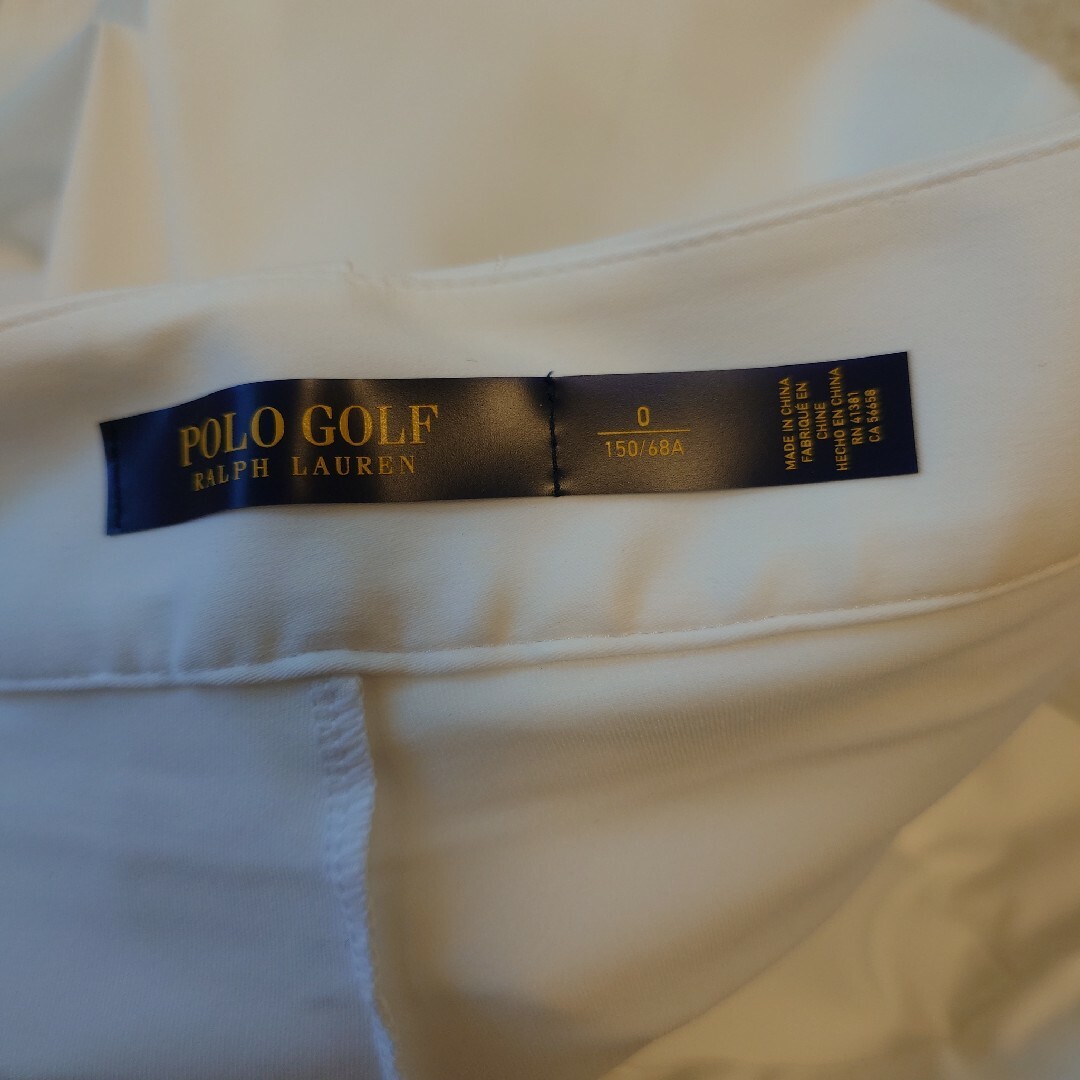 POLO GOLF
RALPH LAUREN
0
150/68A
MADE IN CHINA
FABRIQUÉ EN
CHINE
HECHO EN CHINA
RN 41381
CA 56658